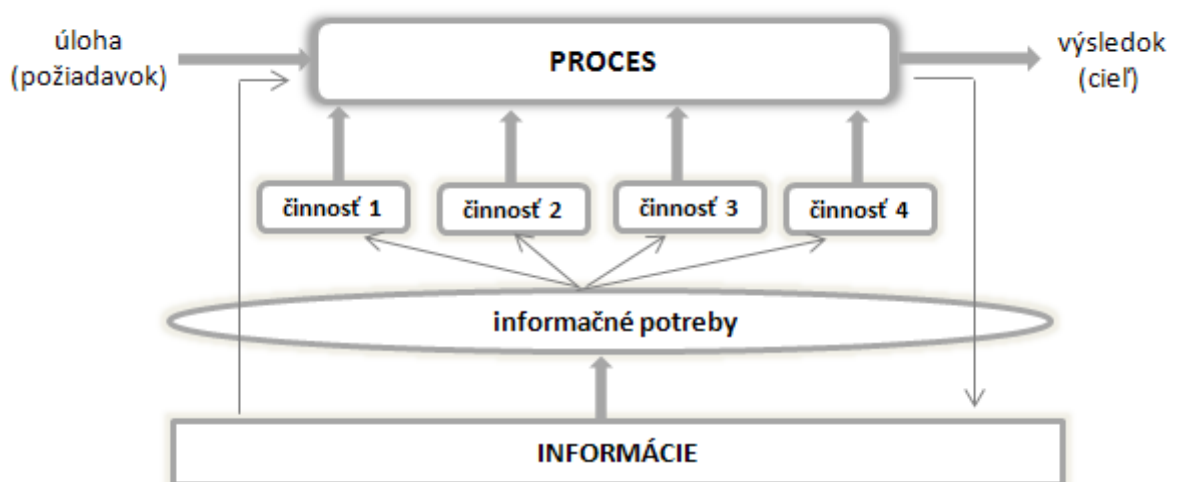 úloha
(požiadavok)
PROCES
výsledok
(cieľ)
činnosť 1
činnosť 2
činnosť 3
činnosť 4
informačné potreby
INFORMÁCIE